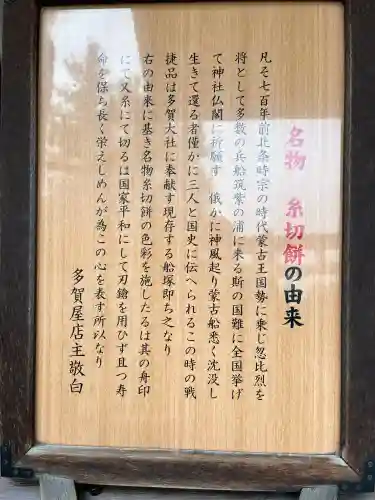 名物 糸切餅の由来
凡そ七百年前北条時宗の時代蒙古王国勢に乗じ忽比烈を
将として多数の兵船筑紫の浦に来る斯の国難に全国挙げ
て神社仏閣に祈願す 俄かに神風起り蒙古船悉く沈没し
生きて還る者僅かに三人と国史に伝へられるこの時の戦
捷品は多賀大社に奉献す現存する船塚即ち之なり
右の由来に基き名物糸切餅の色彩を施したるは其の舟印
にて又糸にて切るは国家平和にして刃鎗を用ひず且つ寿
命を保ち長く栄えしめんが為この心を表す所以なり
多賀屋店主敬白